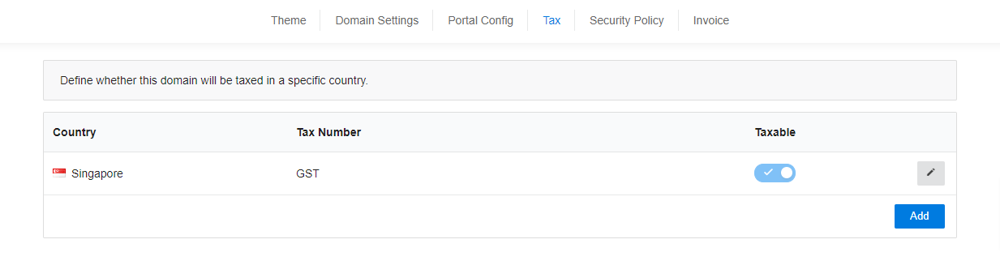 Theme Domain Settings Portal Config Tax Security Policy Invoice
Define whether this domain will be taxed in a specific country.
Country Tax Number Taxable
Singapore GST
Add